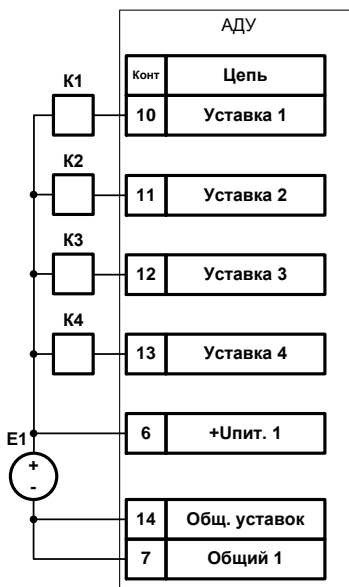 АДУ
Конт Цепь
К1
10 Уставка 1
К2
11 Уставка 2
К3
12 Уставка 3
К4
13 Уставка 4
6 +Uпит. 1
E1
+
-
14 Общ. уставок
7 Общий 1